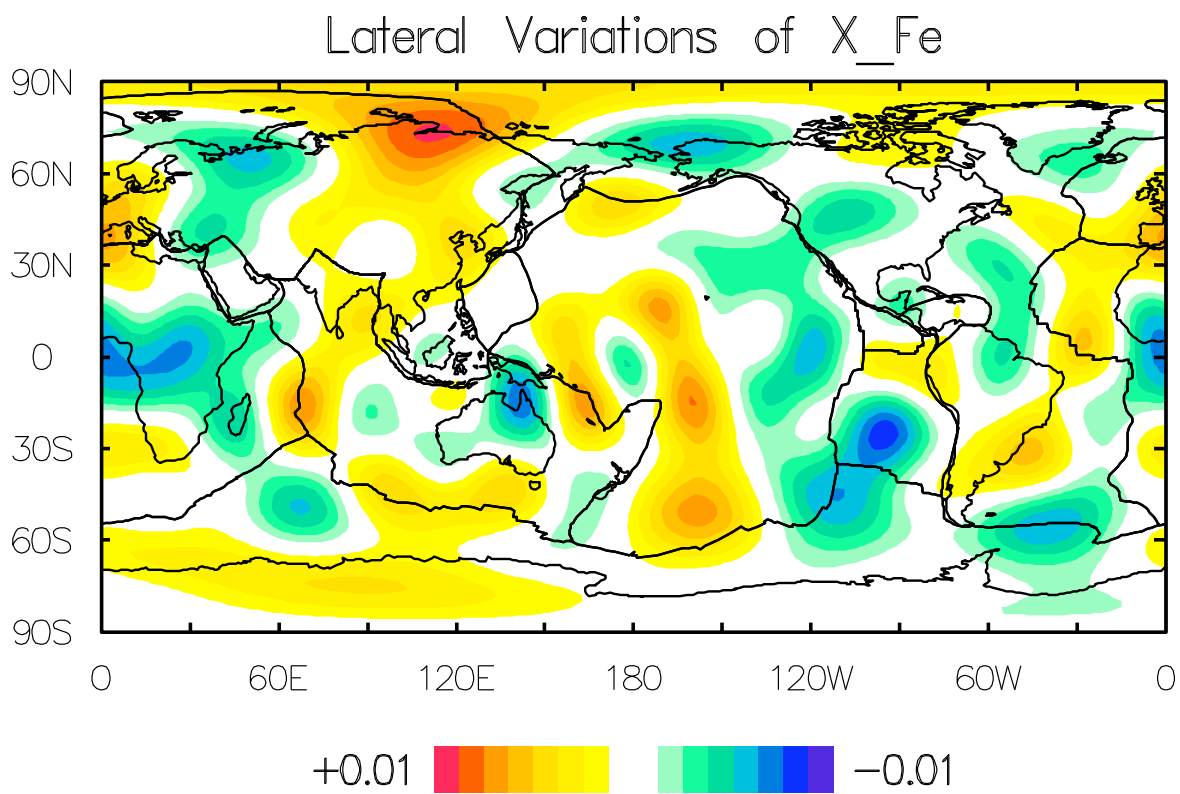 Lateral Variations of X_Fe
90N
60N
30N
0
30S
60S
90S
0 60E 120E 180 120W 60W 0
+0.01 -0.01